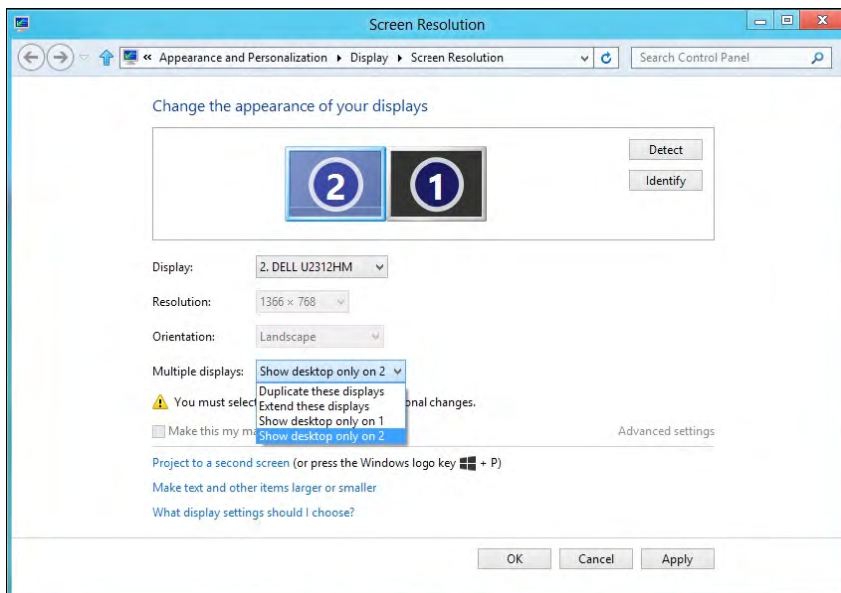 Screen Resolution
« Appearance and Personalization ▸ Display ▸ Screen Resolution
Search Control Panel
Change the appearance of your displays
2
1
Detect
Identify
Display: 2. DELL U2312HM
Resolution: 1366 × 768
Orientation: Landscape
Multiple displays: Show desktop only on 2
Duplicate these displays
You must select
Extend these displays
nal changes.
Show desktop only on 1
Make this my m
Show desktop only on 2
Advanced settings
Project to a second screen (or press the Windows logo key + P)
Make text and other items larger or smaller
What display settings should I choose?
OK Cancel Apply